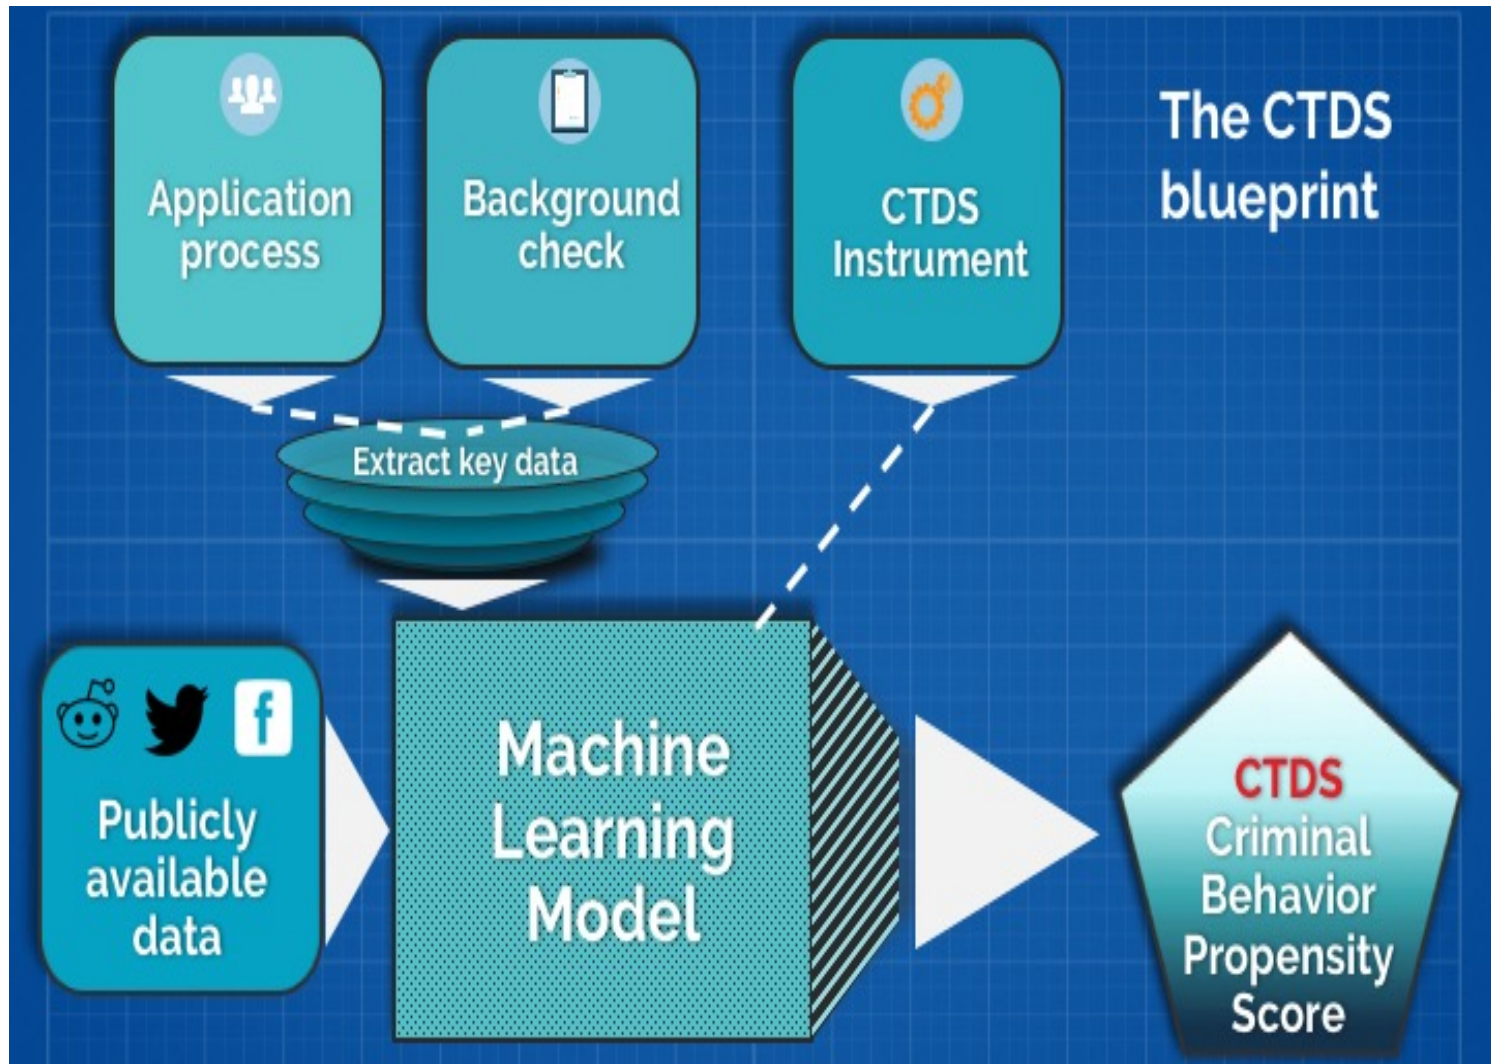 Application
process
Background
check
CTDS
Instrument
The CTDS
blueprint
Extract key data
Publicly
available
data
Machine
Learning
Model
CTDS
Criminal
Behavior
Propensity
Score